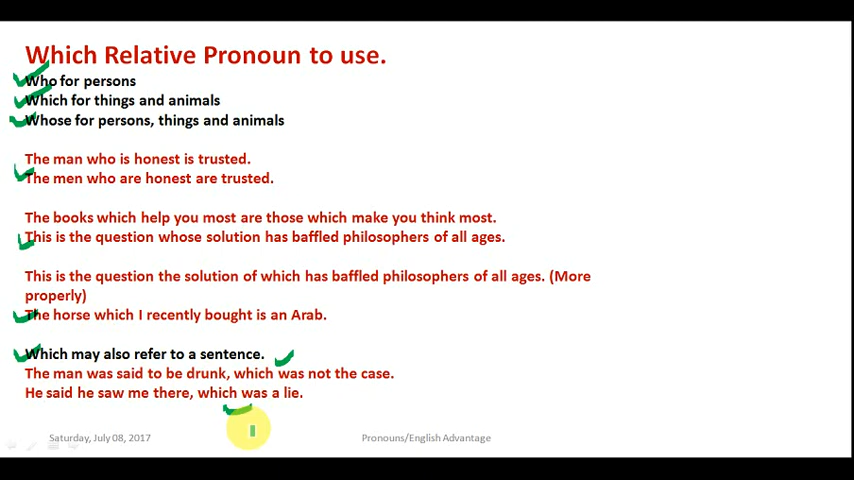 Which Relative Pronoun to use.
Who for persons
Which for things and animals
Whose for persons, things and animals
The man who is honest is trusted.
The men who are honest are trusted.
The books which help you most are those which make you think most.
This is the question whose solution has baffled philosophers of all ages.
This is the question the solution of which has baffled philosophers of all ages. (More
properly)
The horse which I recently bought is an Arab.
Which may also refer to a sentence.
The man was said to be drunk, which was not the case.
He said he saw me there, which was a lie.
Saturday, July 08, 2017
Pronouns/English Advantage